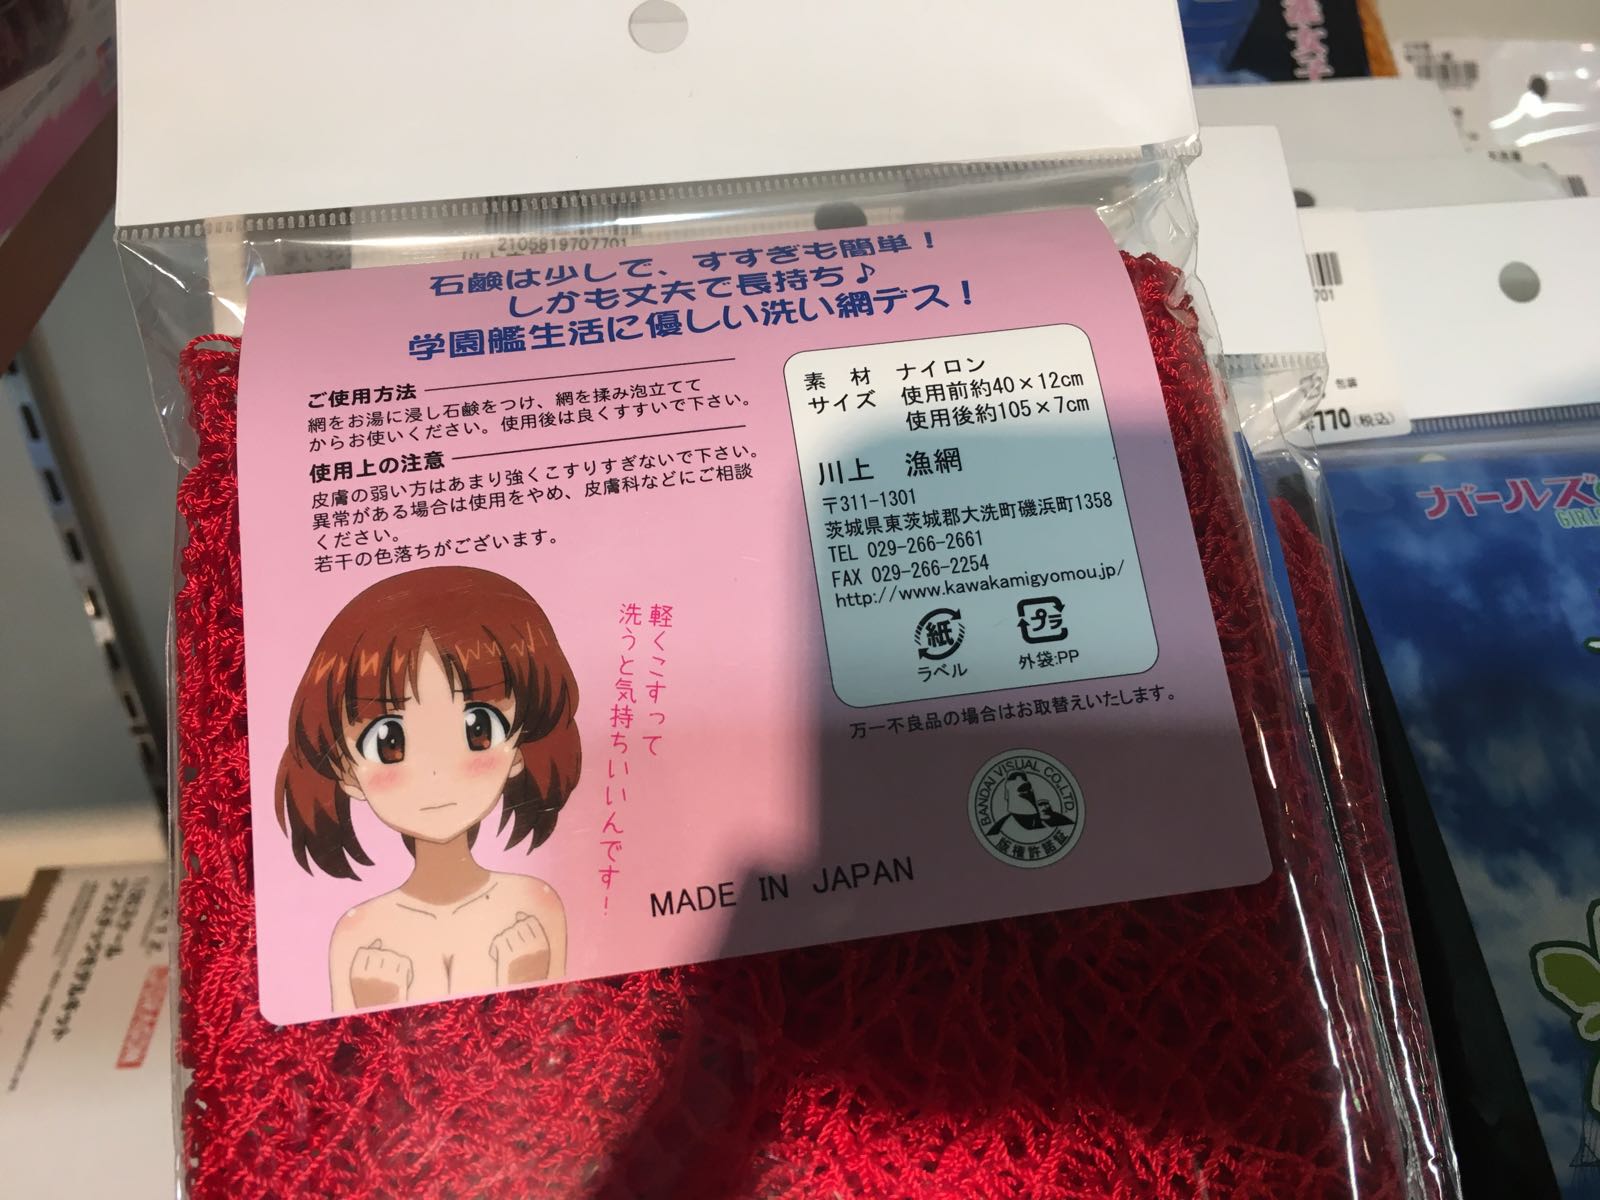 2105819707701
石鹸は少しで、すすぎも簡単！
しかも丈夫で長持ち♪
学園艦生活に優しい洗い網デス！
ご使用方法
網をお湯に浸し石鹸をつけ、網を揉み泡立てて
からお使いください。使用後は良くすすいで下さい。
使用上の注意
皮膚の弱い方はあまり強くこすりすぎないで下さい。
異常がある場合は使用をやめ、皮膚科などにご相談
ください。
若干の色落ちがございます。
軽くこすって
洗うと気持ちいいんです！
素　材　ナイロン
サイズ　使用前約40×12cm
使用後約105×7cm
川上　漁網
〒311-1301
茨城県東茨城郡大洗町磯浜町1358
TEL 029-266-2661
FAX 029-266-2254
http://www.kawakamigyomou.jp/
紙
ラベル
プラ
外袋:PP
万一不良品の場合はお取替えいたします。
BANDAI VISUAL CO.,LTD.
版権許諾証
MADE IN JAPAN
701
¥770(税込)
ガールズ
GIRLS